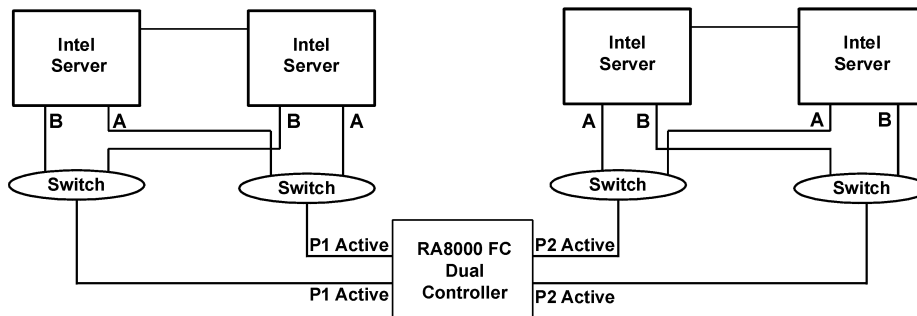 Intel
Server
Intel
Server
Intel
Server
Intel
Server
B
A
B
A
A
B
A
B
Switch
Switch
Switch
Switch
P1 Active
RA8000 FC
Dual
Controller
P2 Active
P1 Active
P2 Active